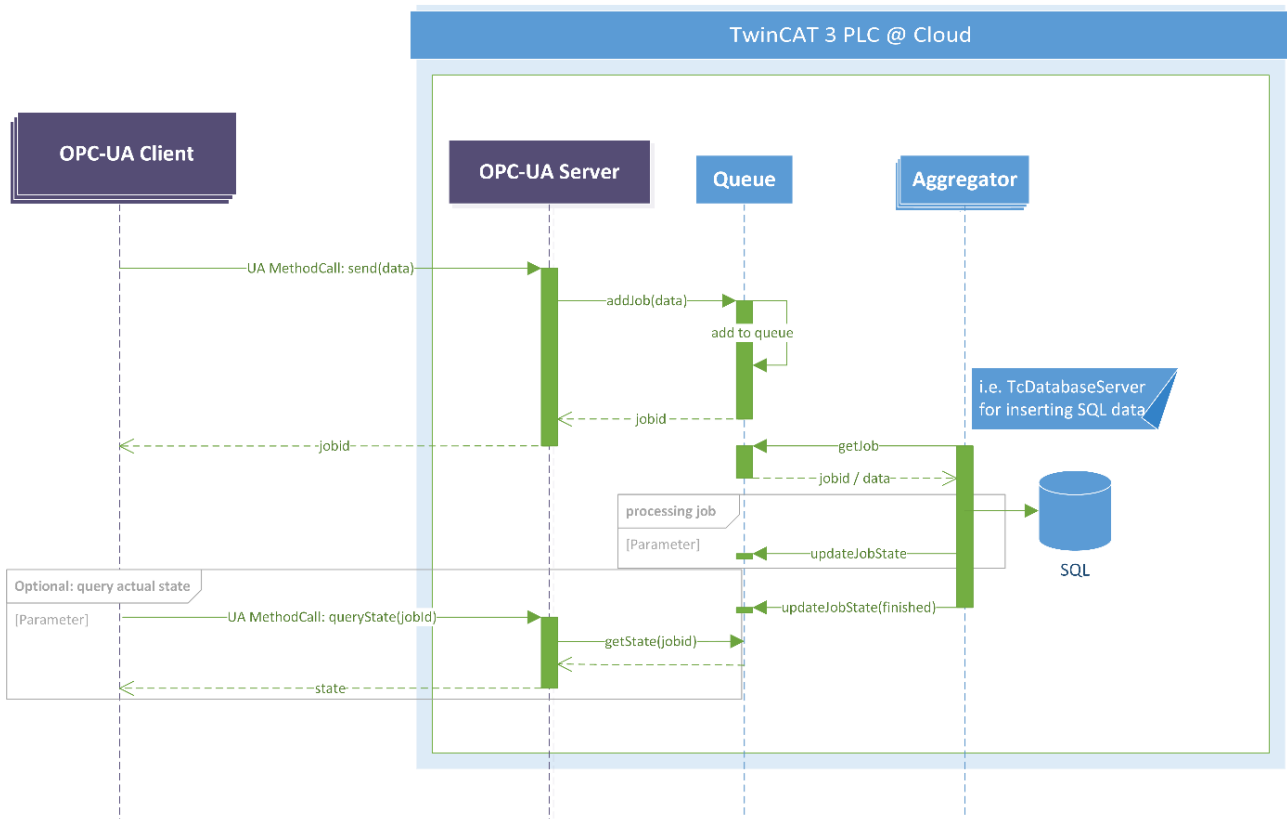 TwinCAT 3 PLC @ Cloud
OPC-UA Client
OPC-UA Server
Queue
Aggregator
UA MethodCall: send(data)
addJob(data)
add to queue
i.e. TcDatabaseServer
for inserting SQL data
jobid
jobid
getJob
jobid / data
processing job
[Parameter]
updateJobState
SQL
Optional: query actual state
[Parameter]
updateJobState(finished)
UA MethodCall: queryState(jobid)
getState(jobid)
state